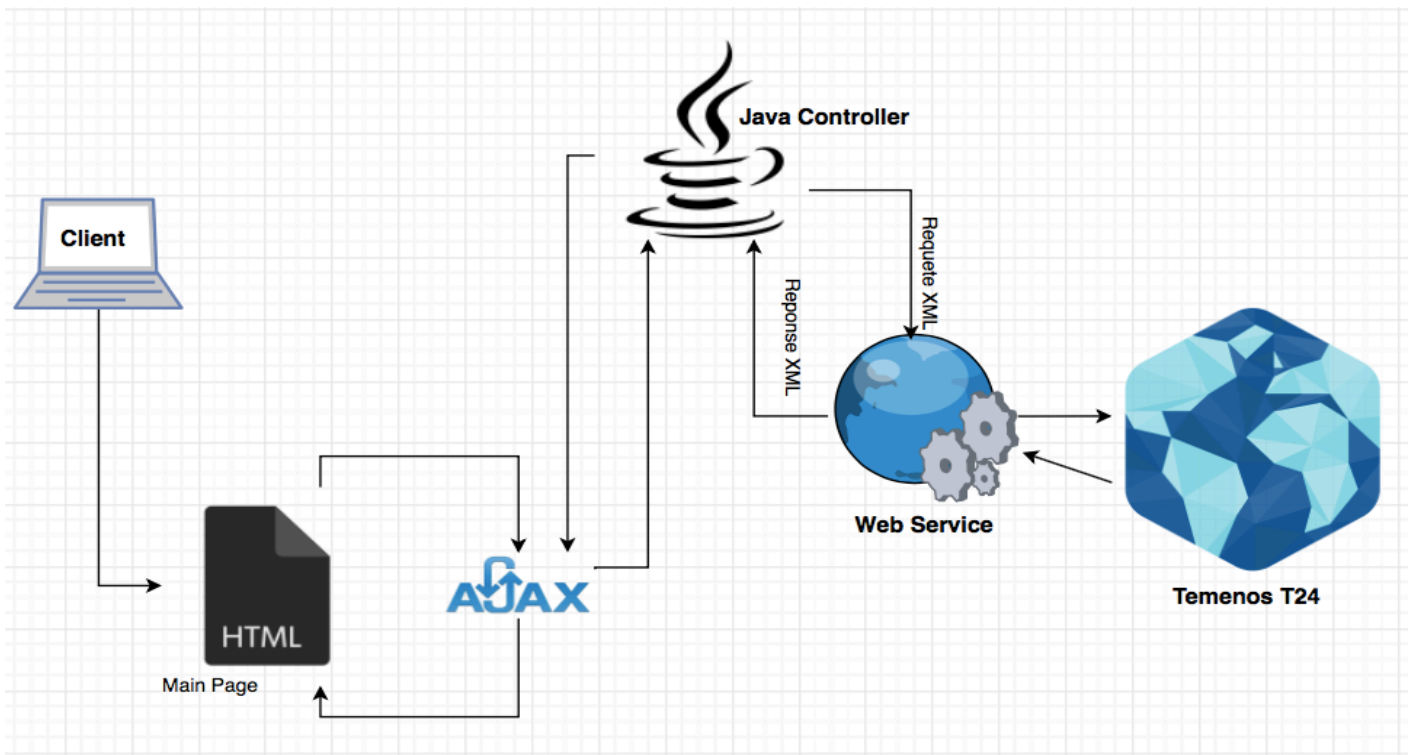 Java Controller
Client
Requete XML
Reponse XML
Web Service
AJAX
HTML
Main Page
Temenos T24